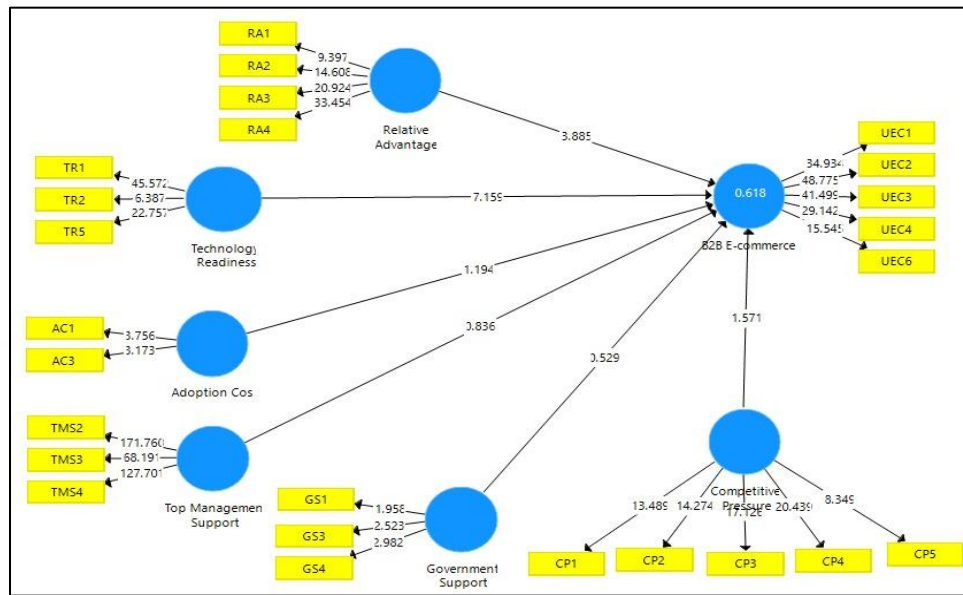 RA1
RA2
RA3
RA4
9.397
14.608
20.924
33.454
Relative
Advantage
3.885
TR1
TR2
TR5
45.572
6.387
22.757
Technology
Readiness
7.159
AC1
AC3
3.756
3.173
Adoption Cos
1.194
TMS2
TMS3
TMS4
171.760
68.191
127.701
Top Managemen
Support
0.836
GS1
GS3
GS4
1.958
2.523
2.982
Government
Support
0.529
0.618
B2B E-commerce
34.934
48.775
41.499
29.142
15.545
UEC1
UEC2
UEC3
UEC4
UEC6
1.571
Competitive
Pressure
13.489
14.274
17.126
20.439
8.349
CP1
CP2
CP3
CP4
CP5